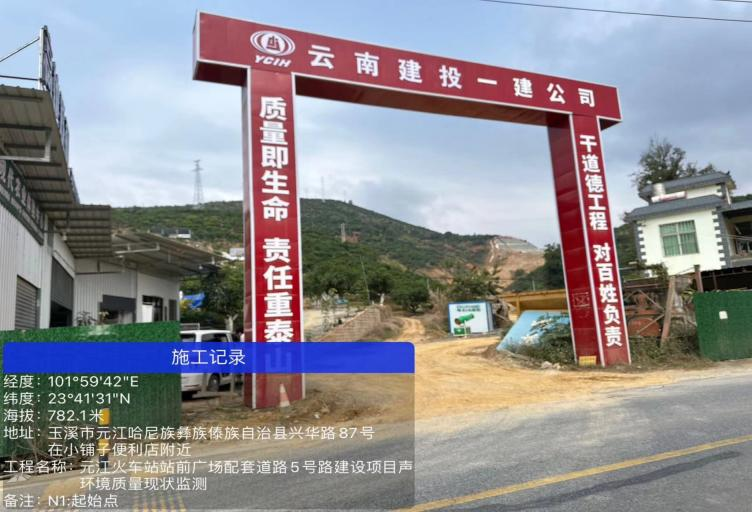 YCIH 云南建投一建公司
质量即生命 责任重泰山
干道德工程 对百姓负责
施工记录
经度：101°59'42"E
纬度：23°41'31"N
海拔：782.1米
地址：玉溪市元江哈尼族彝族傣族自治县兴华路87号
在小铺子便利店附近
工程名称：元江火车站站前广场配套道路5号路建设项目声
环境质量现状监测
备注：N1:起始点